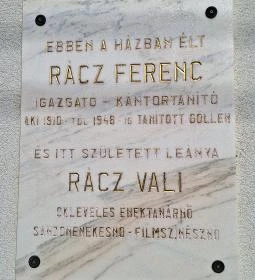 EBBEN A HÁZBAN ÉLT
RÁCZ FERENC
IGAZGATÓ - KÁNTORTANÍTÓ
AKI 1910-TŐL 1948-IG TANÍTOTT GÖLLÉN
ÉS ITT SZÜLETETT LEÁNYA
RÁCZ VALI
OKLEVELES ÉNEKTANÁRNŐ
SANZONÉNEKESNŐ - FILMSZÍNÉSZNŐ